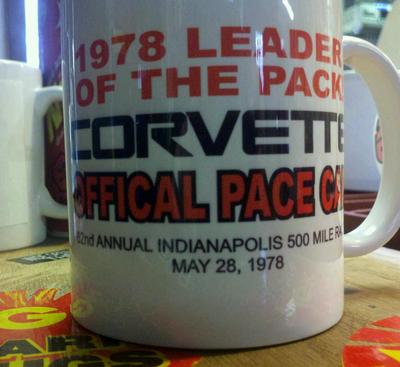 1978 LEADER
OF THE PACK
CORVETTE
OFFICAL PACE CA
62nd ANNUAL INDIANAPOLIS 500 MILE RA
MAY 28, 1978